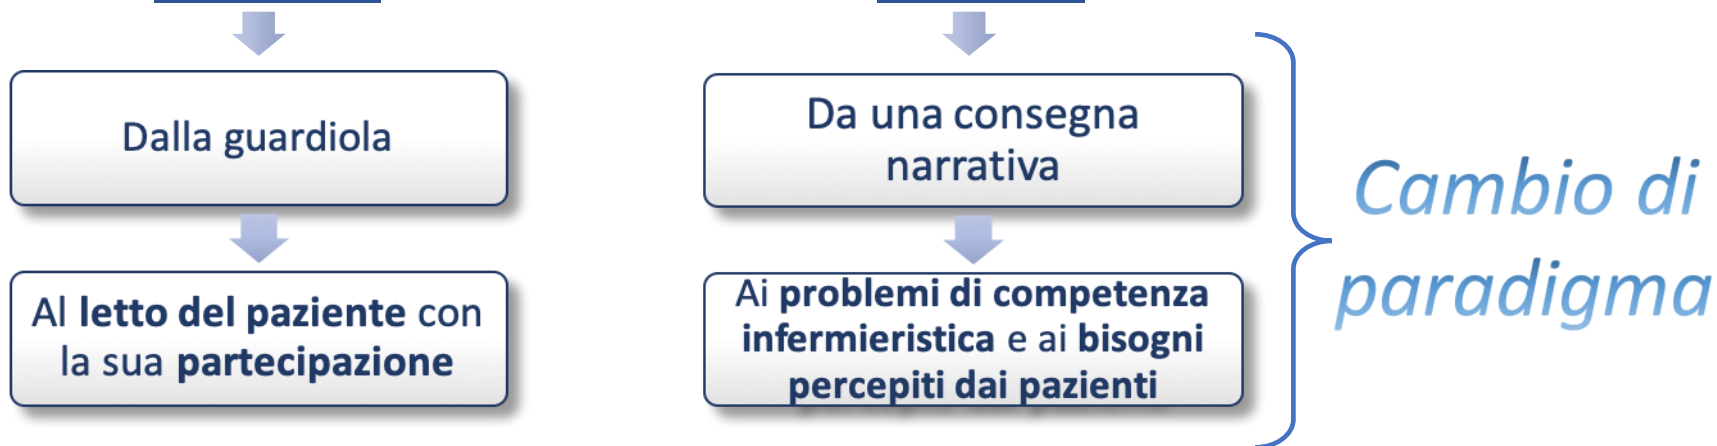 Dalla guardiola
Al letto del paziente con
la sua partecipazione
Da una consegna
narrativa
Ai problemi di competenza
infermieristica e ai bisogni
percepiti dai pazienti
Cambio di
paradigma